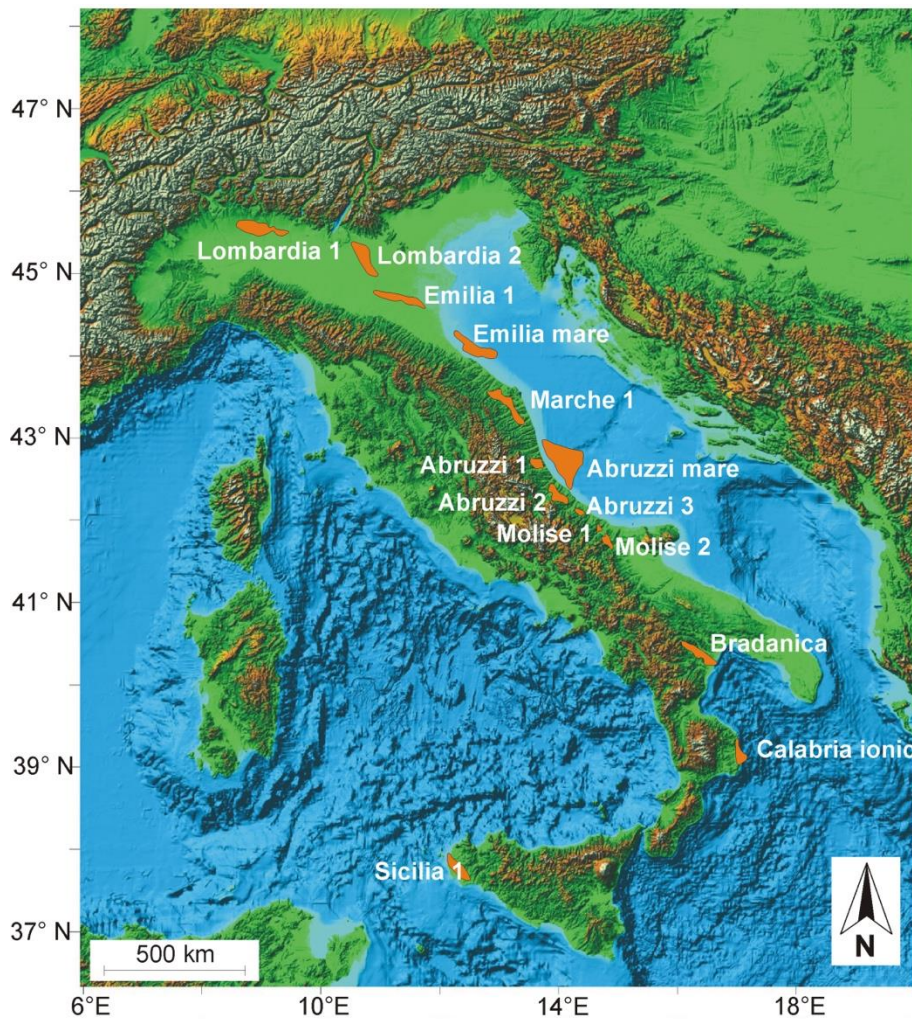 47° N
Lombardia 1
45° N
Lombardia 2
Emilia 1
Emilia mare
Marche 1
43° N
Abruzzi 1
Abruzzi mare
Abruzzi 2
Abruzzi 3
Molise 1
Molise 2
41° N
Bradanica
39° N
Calabria ionic
Sicilia 1
37° N
N
500 km
6°E
10°E
14°E
18°E